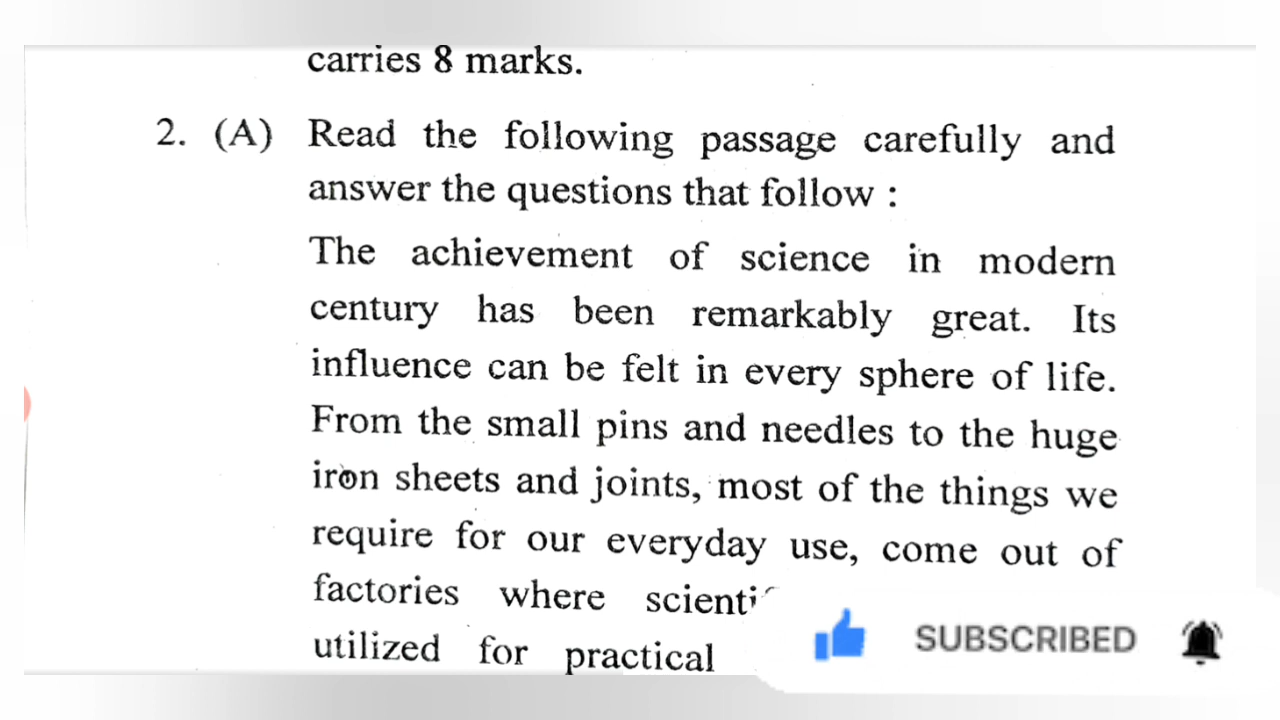 carries 8 marks.
2. (A) Read the following passage carefully and
answer the questions that follow :
The achievement of science in modern
century has been remarkably great. Its
influence can be felt in every sphere of life.
From the small pins and needles to the huge
iron sheets and joints, most of the things we
require for our everyday use, come out of
factories where
utilized for practical
SUBSCRIBED